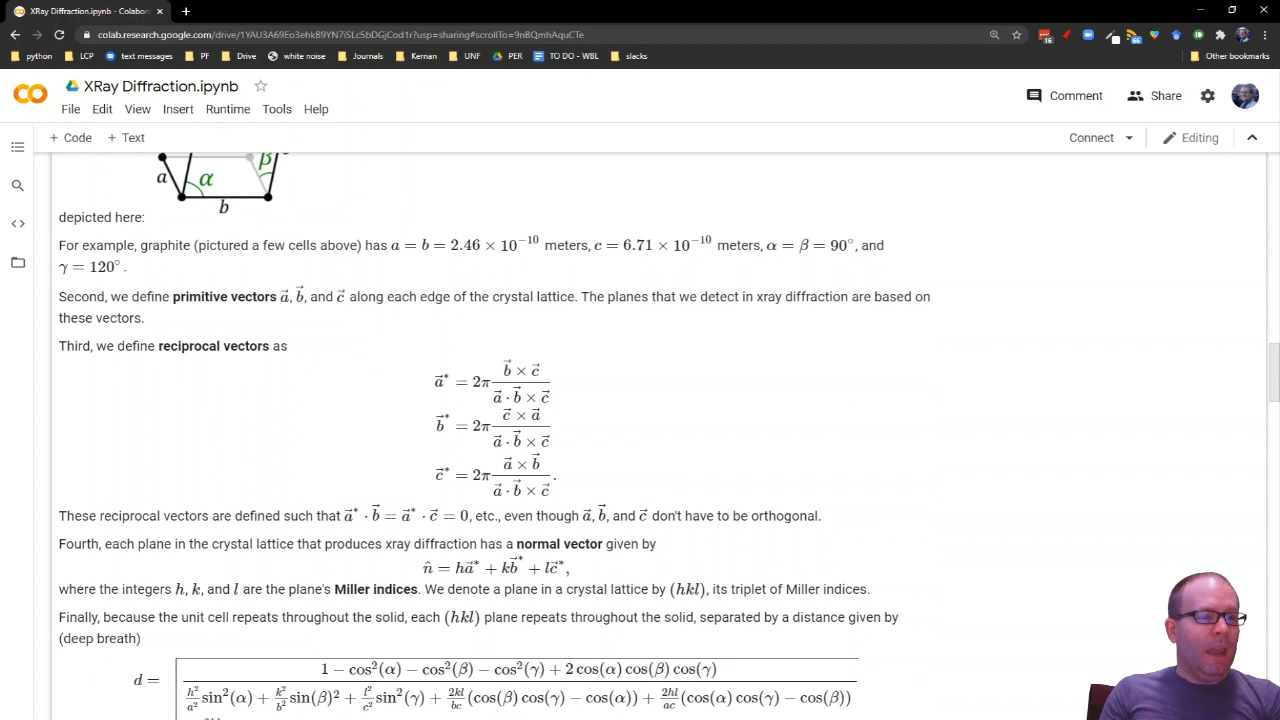 XRay Diffraction.ipynb - Colabora
colab.research.google.com/drive/1YAU3A69Eo3ehkB9YN7iSLc5bDGjCod1r?usp=sharing#scrollTo=9nBQmhAquCTe
python LCP text messages PF Drive white noise Journals Kernan UNF PER TO DO - WBL slacks Other bookmarks
XRay Diffraction.ipynb
Comment Share
File Edit View Insert Runtime Tools Help
+ Code + Text Connect Editing
β
a α
b
depicted here:
For example, graphite (pictured a few cells above) has a = b = 2.46 × 10⁻¹⁰ meters, c = 6.71 × 10⁻¹⁰ meters, α = β = 90°, and
γ = 120° .
Second, we define primitive vectors a⃗, b⃗, and c⃗ along each edge of the crystal lattice. The planes that we detect in xray diffraction are based on
these vectors.
Third, we define reciprocal vectors as
a⃗* = 2π (b⃗ × c⃗) / (a⃗ · b⃗ × c⃗)
b⃗* = 2π (c⃗ × a⃗) / (a⃗ · b⃗ × c⃗)
c⃗* = 2π (a⃗ × b⃗) / (a⃗ · b⃗ × c⃗) .
These reciprocal vectors are defined such that a⃗* · b⃗ = a⃗* · c⃗ = 0, etc., even though a⃗, b⃗, and c⃗ don't have to be orthogonal.
Fourth, each plane in the crystal lattice that produces xray diffraction has a normal vector given by
n̂ = ha⃗* + kb⃗* + lc⃗*,
where the integers h, k, and l are the plane's Miller indices. We denote a plane in a crystal lattice by (hkl), its triplet of Miller indices.
Finally, because the unit cell repeats throughout the solid, each (hkl) plane repeats throughout the solid, separated by a distance given by
(deep breath)
1 − cos²(α) − cos²(β) − cos²(γ) + 2 cos(α) cos(β) cos(γ)
d =
h²/a² sin²(α) + k²/b² sin(β)² + l²/c² sin²(γ) + 2kl/bc (cos(β) cos(γ) − cos(α)) + 2hl/ac (cos(α) cos(γ) − cos(β))